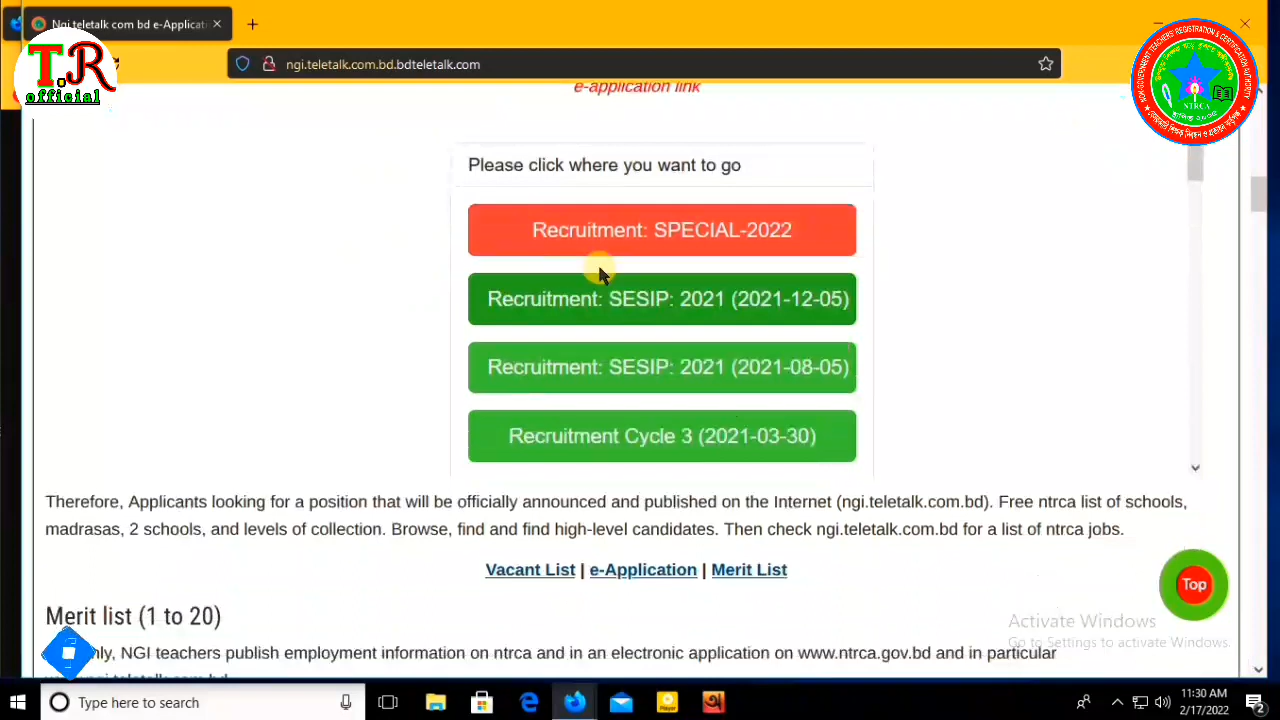 Ngi.teletalk com bd e-Applicat
ngi.teletalk.com.bd.bdteletalk.com
T.R
official
NTRCA
e-application link
Please click where you want to go
Recruitment: SPECIAL-2022
Recruitment: SESIP: 2021 (2021-12-05)
Recruitment: SESIP: 2021 (2021-08-05)
Recruitment Cycle 3 (2021-03-30)
Therefore, Applicants looking for a position that will be officially announced and published on the Internet (ngi.teletalk.com.bd). Free ntrca list of schools,
madrasas, 2 schools, and levels of collection. Browse, find and find high-level candidates. Then check ngi.teletalk.com.bd for a list of ntrca jobs.
Vacant List | e-Application | Merit List
Top
Merit list (1 to 20)
Activate Windows
Go to Settings to activate Windows.
NGI teachers publish employment information on ntrca and in an electronic application on www.ntrca.gov.bd and in particular
Type here to search
11:30 AM
2/17/2022
2